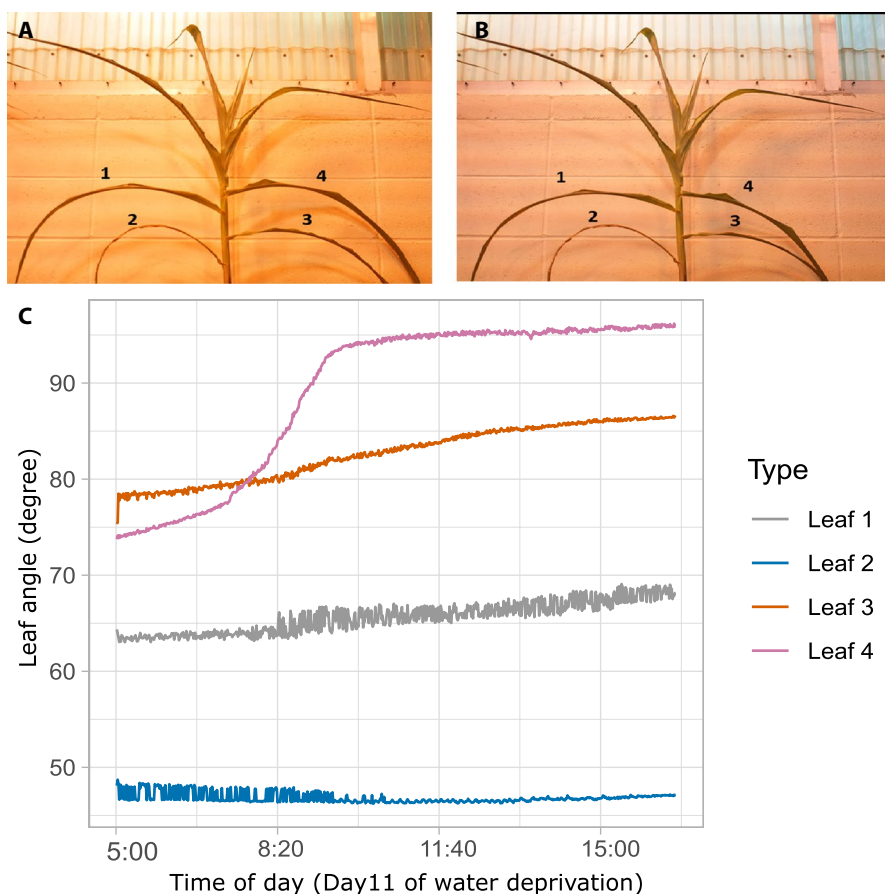 A
B
1
2
3
4
1
2
3
4
C
Leaf angle (degree)
90
80
70
60
50
5:00
8:20
11:40
15:00
Time of day (Day11 of water deprivation)
Type
Leaf 1
Leaf 2
Leaf 3
Leaf 4